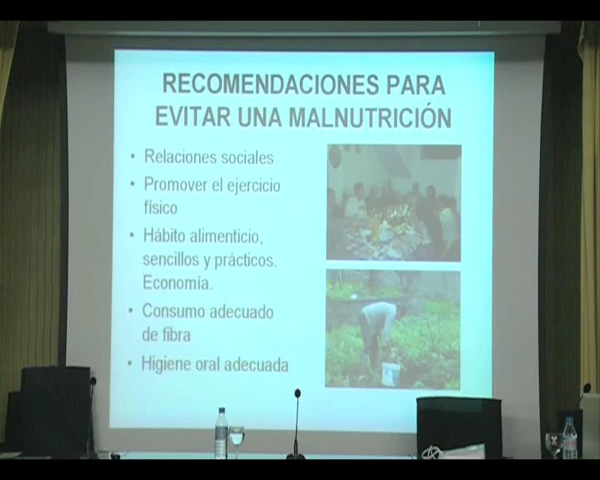 RECOMENDACIONES PARA
EVITAR UNA MALNUTRICIÓN
• Relaciones sociales
• Promover el ejercicio
físico
• Hábito alimenticio,
sencillos y prácticos.
Economía.
• Consumo adecuado
de fibra
• Higiene oral adecuada